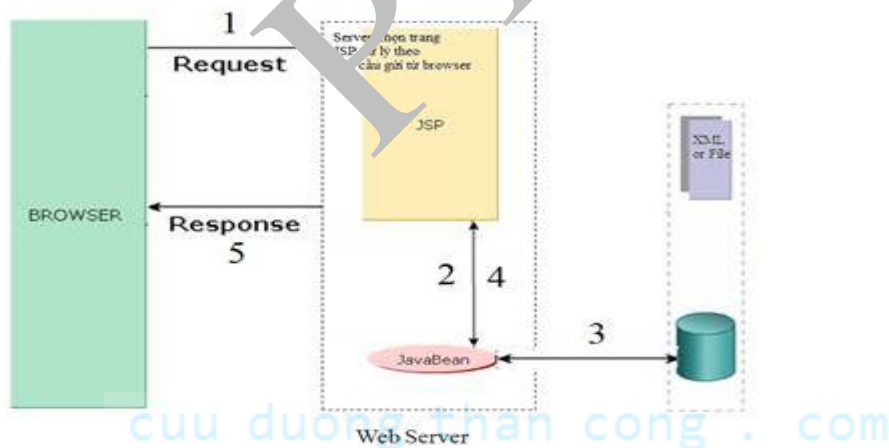 1
Request
Server chọn trang
JSP xử lý theo
cầu gửi từ browser
JSP
XML
or File
BROWSER
Response
5
2 4
3
JavaBean
cuu duong than cong . com
Web Server